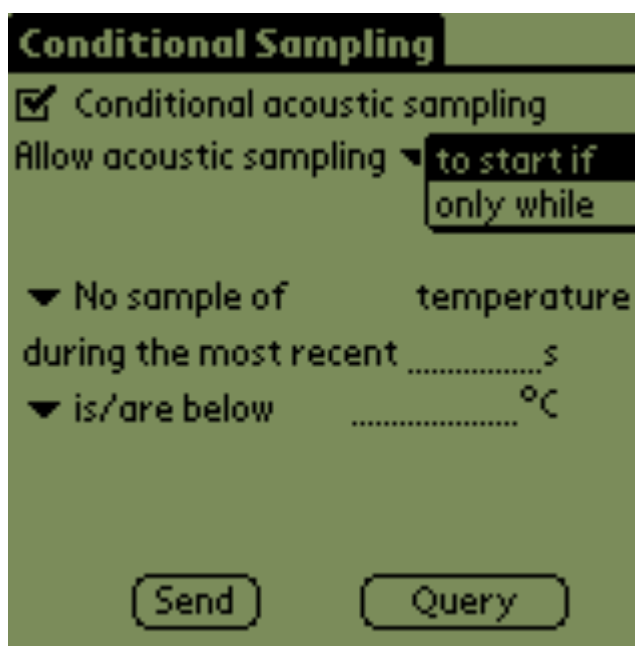 Conditional Sampling
Conditional acoustic sampling
Allow acoustic sampling to start if
only while
No sample of temperature
during the most recent ..............s
is/are below .................°C
Send Query